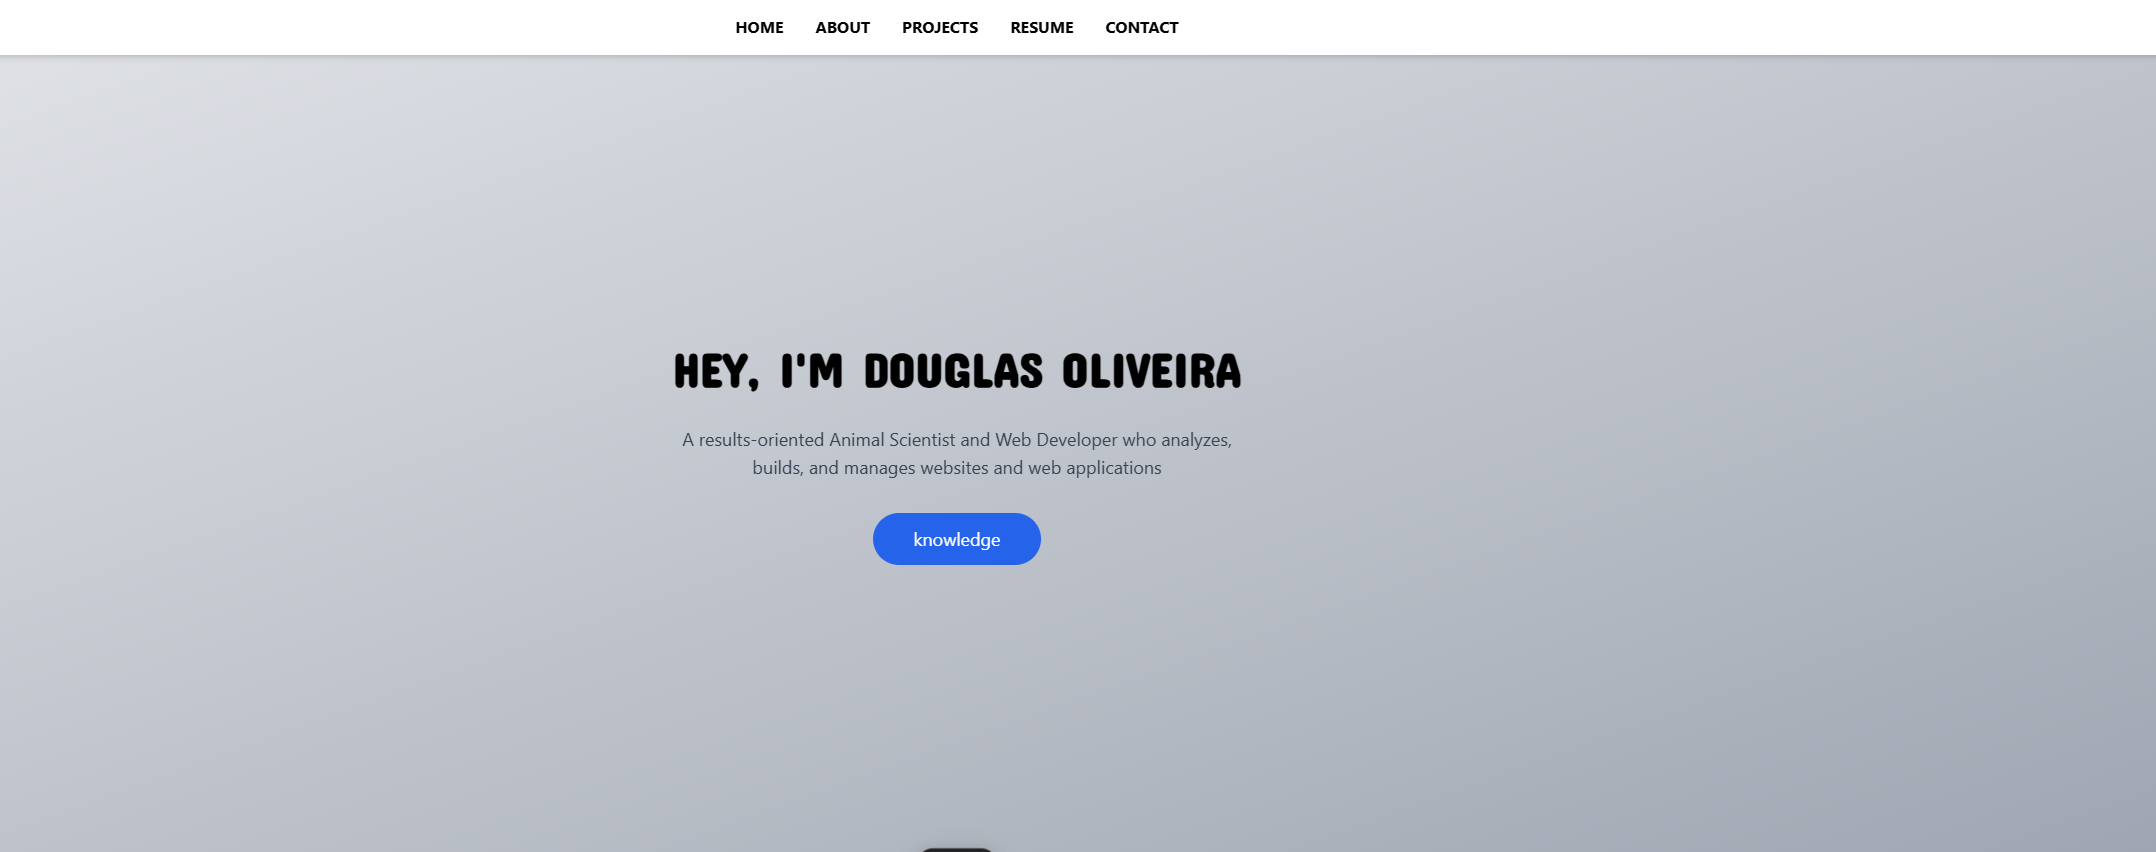 HOME ABOUT PROJECTS RESUME CONTACT
HEY, I'M DOUGLAS OLIVEIRA
A results-oriented Animal Scientist and Web Developer who analyzes,
builds, and manages websites and web applications
knowledge